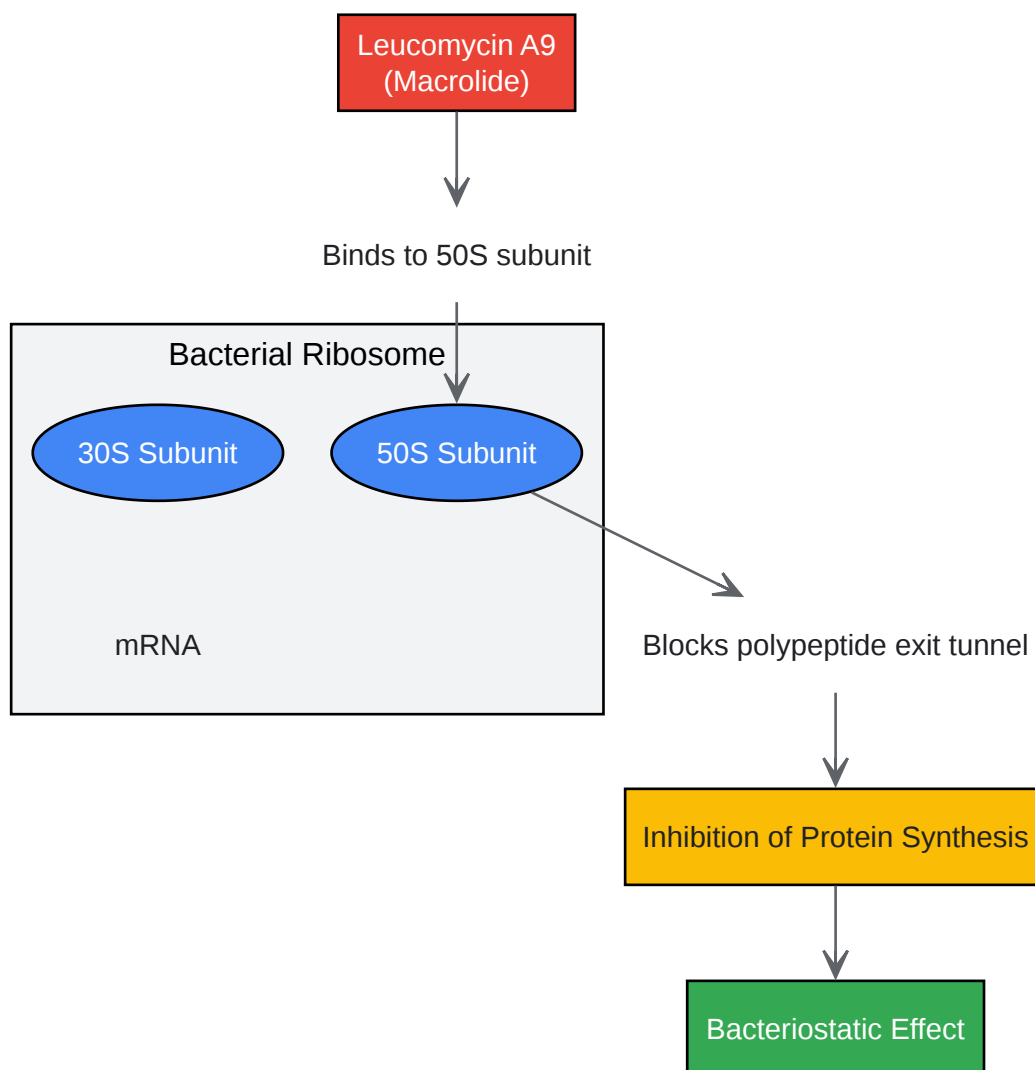 Leucomycin A9
(Macrolide)
Binds to 50S subunit
Bacterial Ribosome
30S Subunit
50S Subunit
mRNA
Blocks polypeptide exit tunnel
Inhibition of Protein Synthesis
Bacteriostatic Effect